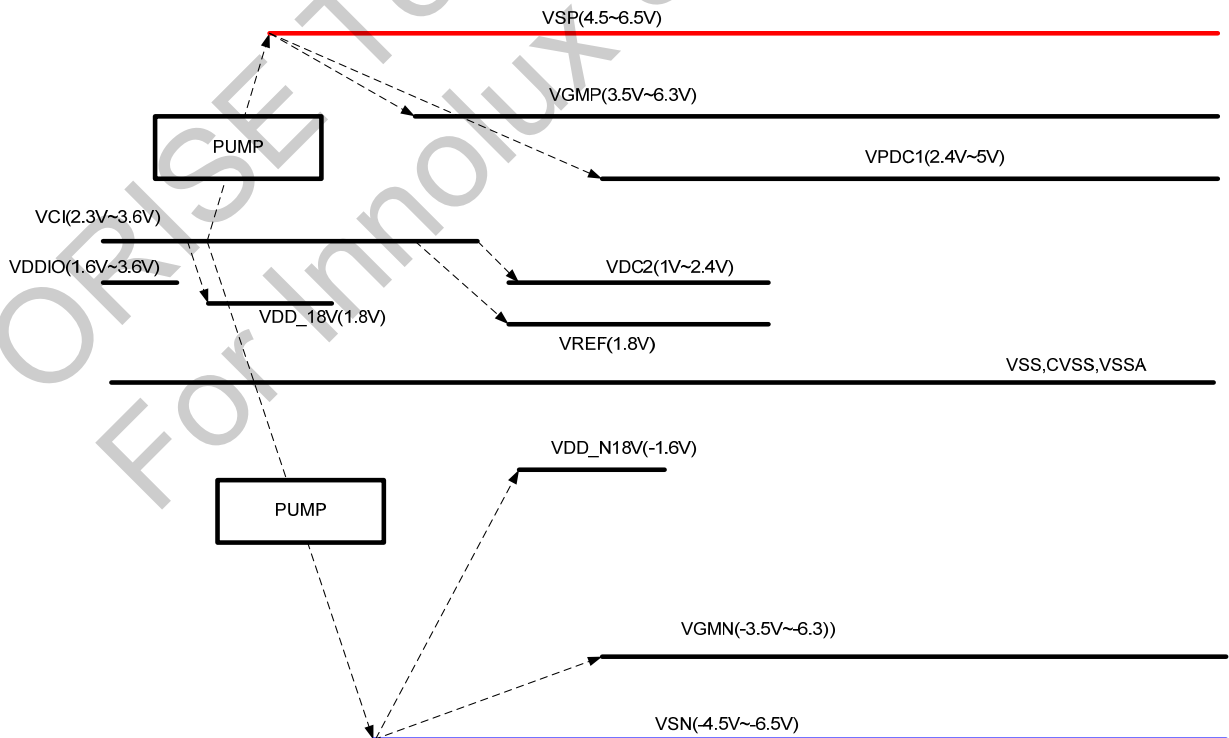 VSP(4.5~6.5V)
VGMP(3.5V~6.3V)
PUMP
VPDC1(2.4V~5V)
VCI(2.3V~3.6V)
VDDIO(1.6V~3.6V)
VDC2(1V~2.4V)
VDD_18V(1.8V)
VREF(1.8V)
VSS,CVSS,VSSA
VDD_N18V(-1.6V)
PUMP
VGMN(-3.5V~-6.3))
VSN(-4.5V~-6.5V)
ORISE
For Innolux